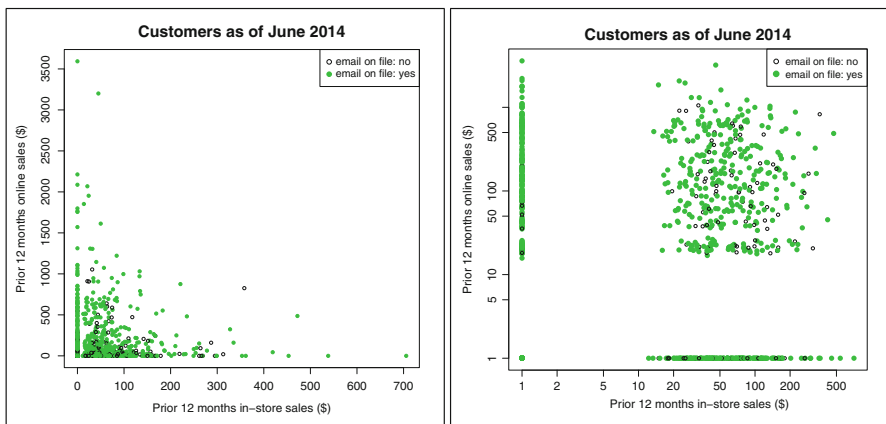 Customers as of June 2014
email on file: no
email on file: yes
Prior 12 months online sales ($)
3500
3000
2500
2000
1500
1000
500
0
0 100 200 300 400 500 600 700
Prior 12 months in-store sales ($)
Customers as of June 2014
email on file: no
email on file: yes
Prior 12 months online sales ($)
500
100
50
10
5
1
1 2 5 10 20 50 100 200 500
Prior 12 months in-store sales ($)